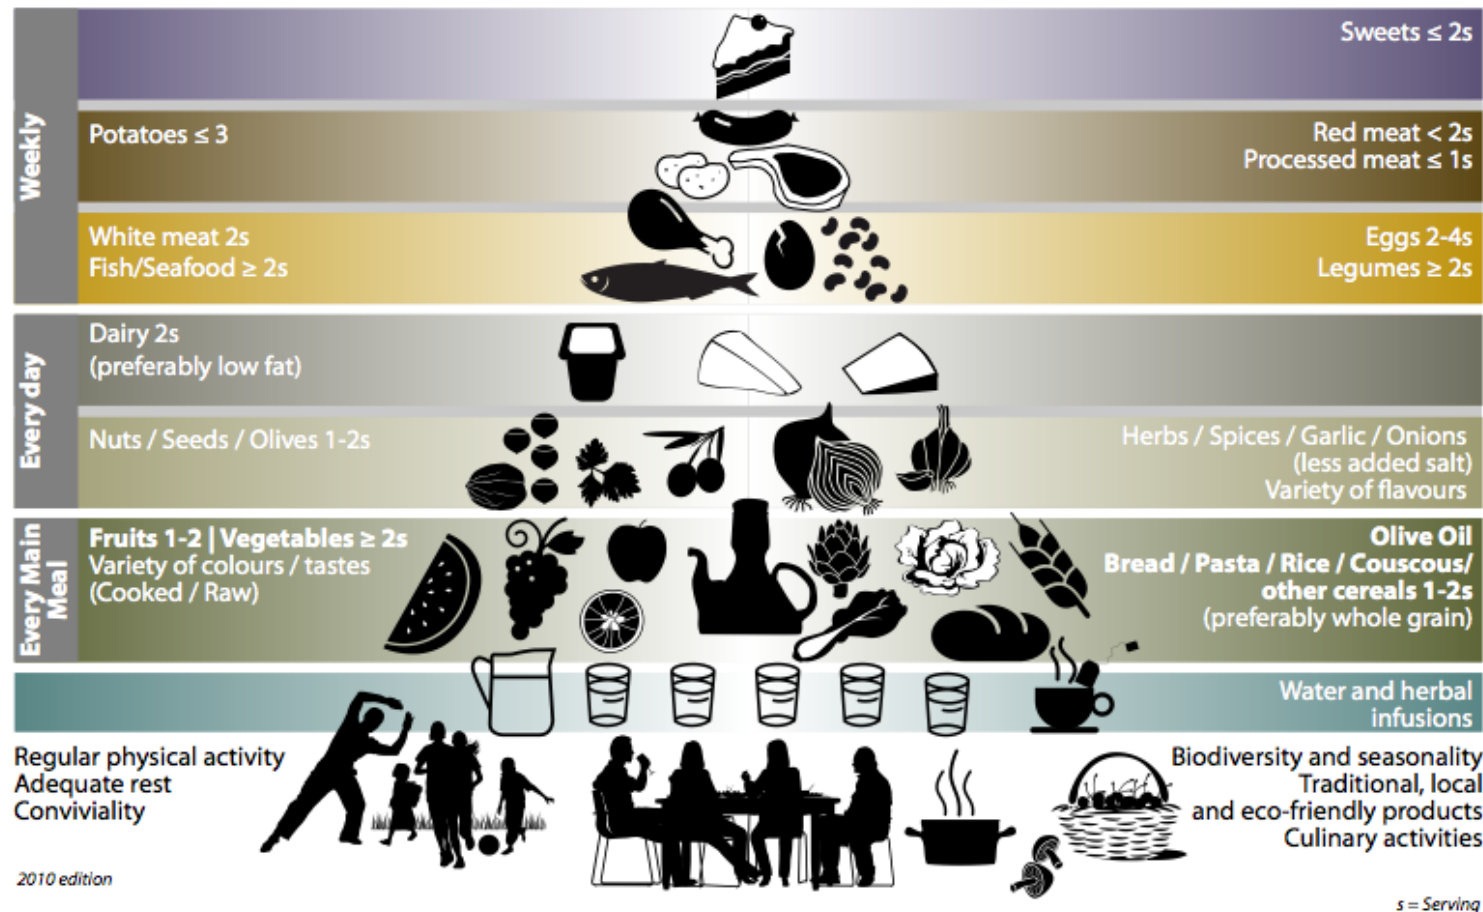 Weekly
Sweets ≤ 2s
Potatoes ≤ 3
Red meat < 2s
Processed meat ≤ 1s
White meat 2s
Fish/Seafood ≥ 2s
Eggs 2-4s
Legumes ≥ 2s
Every day
Dairy 2s
(preferably low fat)
Nuts / Seeds / Olives 1-2s
Herbs / Spices / Garlic / Onions
(less added salt)
Variety of flavours
Every Main
Meal
Fruits 1-2 | Vegetables ≥ 2s
Variety of colours / tastes
(Cooked / Raw)
Olive Oil
Bread / Pasta / Rice / Couscous/
other cereals 1-2s
(preferably whole grain)
Water and herbal
infusions
Regular physical activity
Adequate rest
Conviviality
Biodiversity and seasonality
Traditional, local
and eco-friendly products
Culinary activities
2010 edition
s = Serving